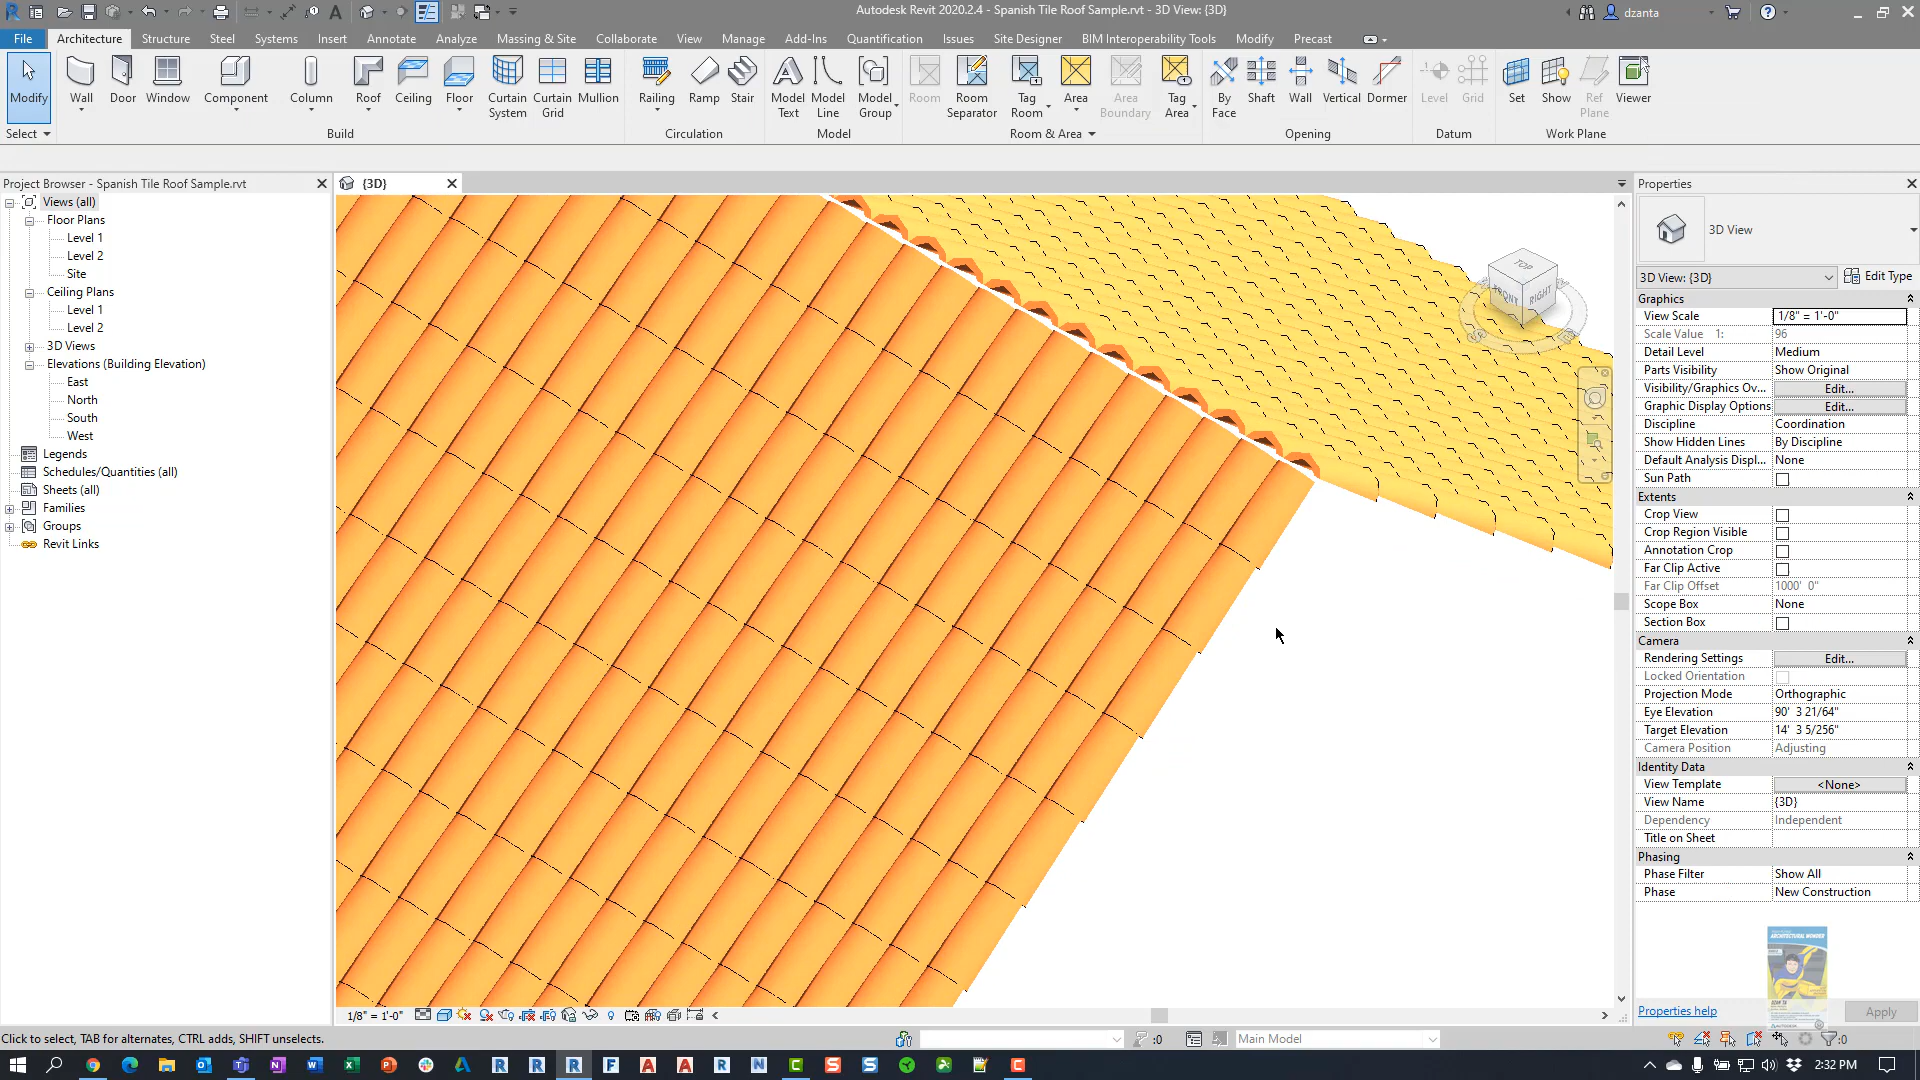 Autodesk Revit 2020.2.4 - Spanish Tile Roof Sample.rvt - 3D View: {3D}
dzanta
File Architecture Structure Steel Systems Insert Annotate Analyze Massing & Site Collaborate View Manage Add-Ins Quantification Issues Site Designer BIM Interoperability Tools Modify Precast
Modify Wall Door Window Component Column Roof Ceiling Floor Curtain System Curtain Grid Mullion Railing Ramp Stair Model Text Model Line Model Group Room Room Separator Tag Room Area Area Boundary Tag Area By Face Shaft Wall Vertical Dormer Level Grid Set Show Ref Plane Viewer
Select Build Circulation Model Room & Area Opening Datum Work Plane
Project Browser - Spanish Tile Roof Sample.rvt
Views (all)
Floor Plans
Level 1
Level 2
Site
Ceiling Plans
Level 1
Level 2
3D Views
Elevations (Building Elevation)
East
North
South
West
Legends
Schedules/Quantities (all)
Sheets (all)
Families
Groups
Revit Links
{3D}
TOP
FRONT RIGHT
Properties
3D View
3D View: {3D} Edit Type
Graphics
View Scale 1/8" = 1'-0"
Scale Value 1: 96
Detail Level Medium
Parts Visibility Show Original
Visibility/Graphics Ov... Edit...
Graphic Display Options Edit...
Discipline Coordination
Show Hidden Lines By Discipline
Default Analysis Displ... None
Sun Path
Extents
Crop View
Crop Region Visible
Annotation Crop
Far Clip Active
Far Clip Offset 1000' 0"
Scope Box None
Section Box
Camera
Rendering Settings Edit...
Locked Orientation
Projection Mode Orthographic
Eye Elevation 90' 3 21/64"
Target Elevation 14' 3 5/256"
Camera Position Adjusting
Identity Data
View Template <None>
View Name {3D}
Dependency Independent
Title on Sheet
Phasing
Phase Filter Show All
Phase New Construction
ARCHITECTURAL WONDER
Properties help Apply
1/8" = 1'-0"
Click to select, TAB for alternates, CTRL adds, SHIFT unselects.
:0
Main Model
:0
2:32 PM